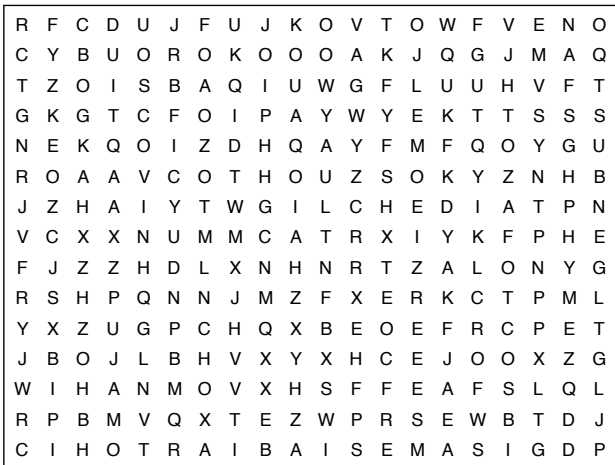 R F C D U J F U J K O V T O W F V E N O
C Y B U O R O K O O O A K J Q G J M A Q
T Z O I S B A Q I U W G F L U U H V F T
G K G T C F O I P A Y W Y E K T T S S S
N E K Q O I Z D H Q A Y F M F Q O Y G U
R O A A V C O T H O U Z S O K Y Z N H B
J Z H A I Y T W G I L C H E D I A T P N
V C X X N U M M C A T R X I Y K F P H E
F J Z Z H D L X N H N R T Z A L O N Y G
R S H P Q N N J M Z F X E R K C T P M L
Y X Z U G P C H Q X B E O E F R C P E T
J B O J L B H V X Y X H C E J O O X Z G
W I H A N M O V X H S F F E A F S L Q L
R P B M V Q X T E Z W P R S E W B T D J
C I H O T R A I B A I S E M A S I G D P